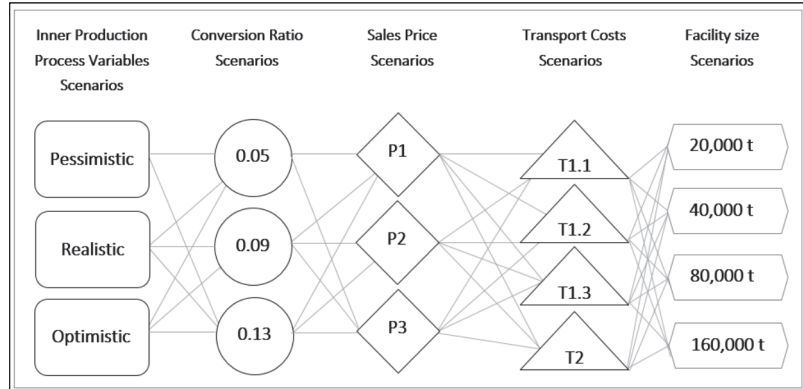 Inner Production
Process Variables
Scenarios
Conversion Ratio
Scenarios
Sales Price
Scenarios
Transport Costs
Scenarios
Facility size
Scenarios
Pessimistic
Realistic
Optimistic
0.05
0.09
0.13
P1
P2
P3
T1.1
T1.2
T1.3
T2
20,000 t
40,000 t
80,000 t
160,000 t